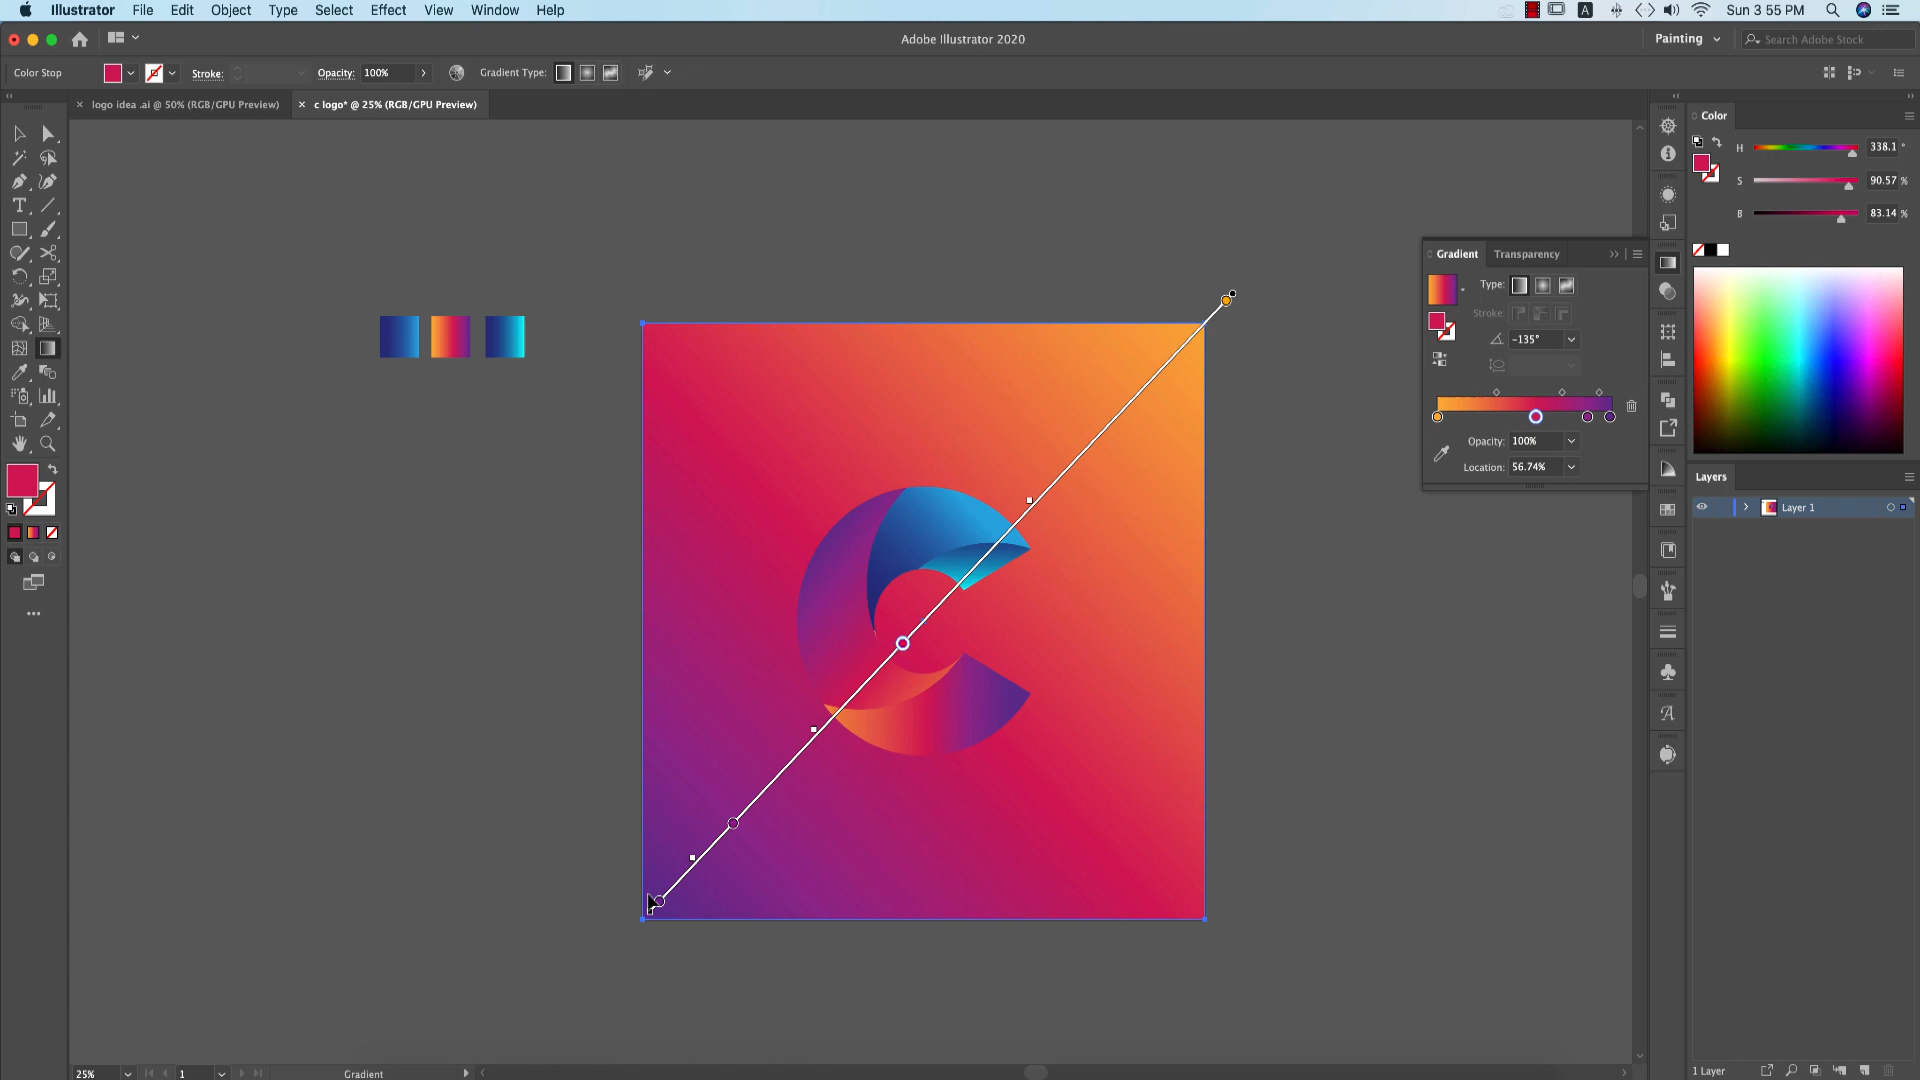 Illustrator File Edit Object Type Select Effect View Window Help
A Sun 3 55 PM
Adobe Illustrator 2020
Painting
Search Adobe Stock
Color Stop
Stroke:
Opacity: 100%
Gradient Type:
× logo idea .ai @ 50% (RGB/GPU Preview)
× c logo* @ 25% (RGB/GPU Preview)
Color
H 338.1 °
S 90.57 %
B 83.14 %
Gradient Transparency
Type:
Stroke:
-135°
Opacity: 100%
Location: 56.74%
Layers
Layer 1
25%
1
Gradient
1 Layer